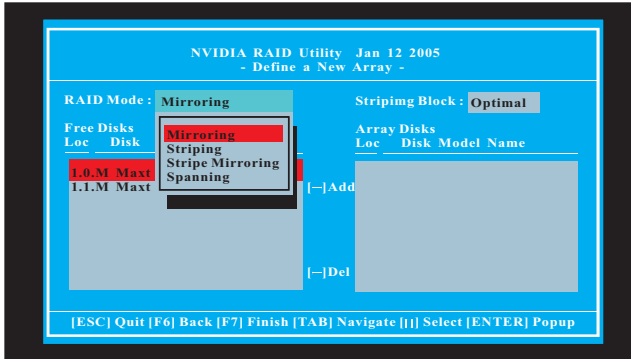 NVIDIA RAID Utility Jan 12 2005
- Define a New Array -
RAID Mode : Mirroring
Stripimg Block : Optimal
Free Disks
Loc Disk
Array Disks
Loc Disk Model Name
Mirroring
Striping
Stripe Mirroring
Spanning
1.0.M Maxt
1.1.M Maxt
[—]Add
[—]Del
[ESC] Quit [F6] Back [F7] Finish [TAB] Navigate [↓↑] Select [ENTER] Popup